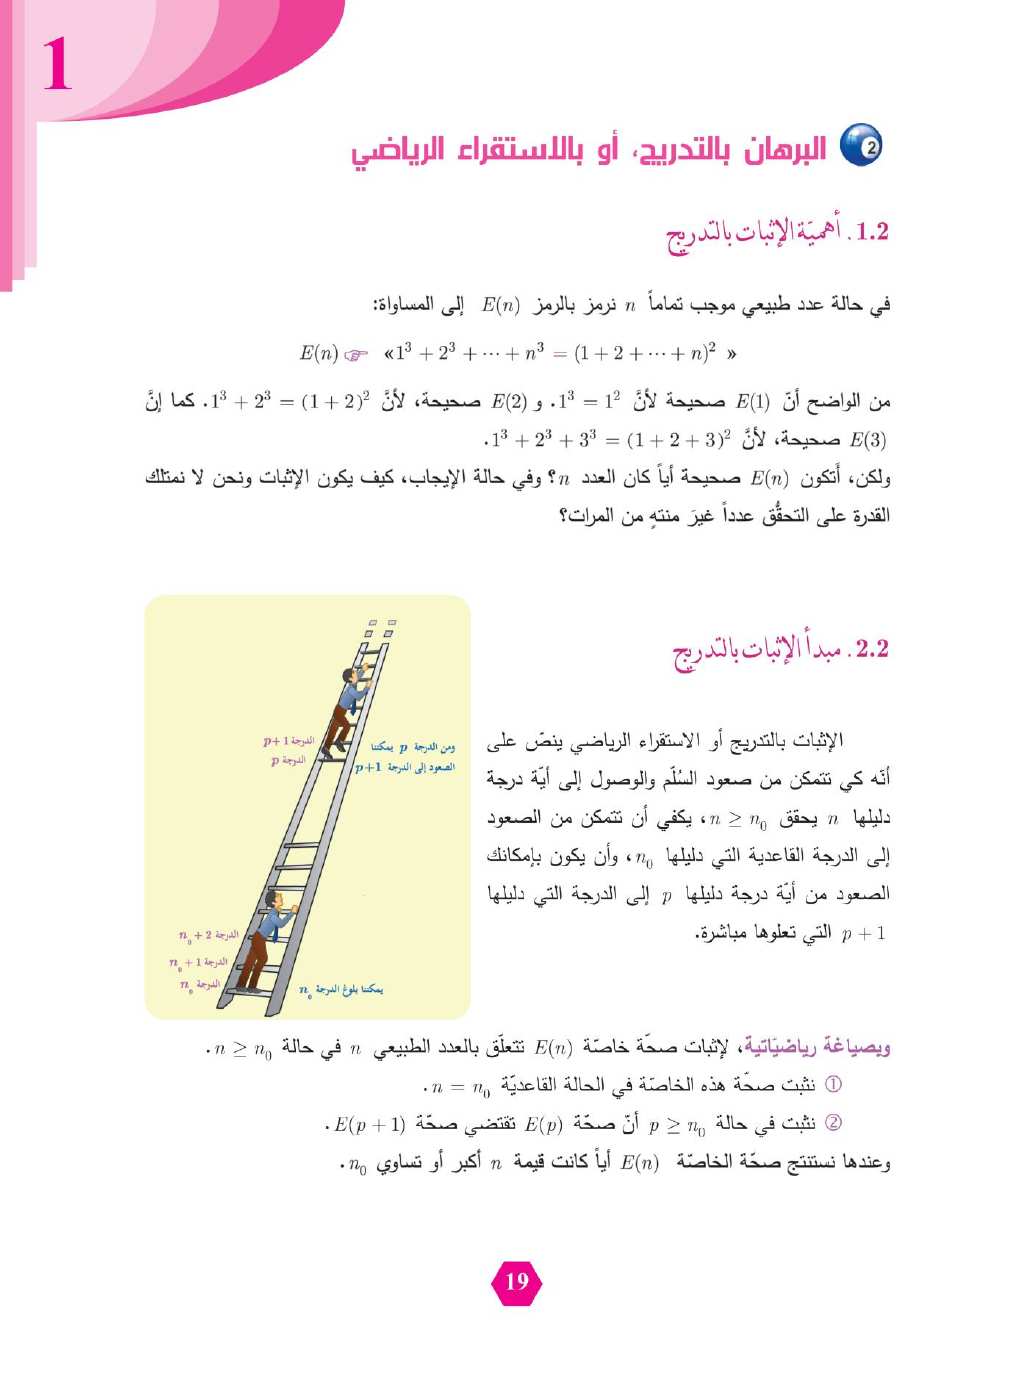 1
البرهان بالتدريج، أو بالاستقراء الرياضي 2
1.2. أهميّة الإثبات بالتدريج
في حالة عدد طبيعي موجب تماماً n نرمز بالرمز E(n) إلى المساواة:
E(n) ☞ «1³ + 2³ + ⋯ + n³ = (1 + 2 + ⋯ + n)² »
من الواضح أنّ E(1) صحيحة لأنَّ 1³ = 1². و E(2) صحيحة، لأنَّ 1³ + 2³ = (1 + 2)². كما إنَّ
E(3) صحيحة، لأنَّ 1³ + 2³ + 3³ = (1 + 2 + 3)².
ولكن، أتكون E(n) صحيحة أياً كان العدد n؟ وفي حالة الإيجاب، كيف يكون الإثبات ونحن لا نمتلك
القدرة على التحقُّق عدداً غيرَ منتهٍ من المرات؟
2.2. مبدأ الإثبات بالتدريج
الإثبات بالتدريج أو الاستقراء الرياضي ينصّ على
أنّه كي تتمكن من صعود السُلّم والوصول إلى أيّة درجة
دليلها n يحقق n ≥ n₀، يكفي أن تتمكن من الصعود
إلى الدرجة القاعدية التي دليلها n₀، وأن يكون بإمكانك
الصعود من أيّة درجة دليلها p إلى الدرجة التي دليلها
p + 1 التي تعلوها مباشرة.
الدرجة p+1
الدرجة p
ومن الدرجة p يمكننا
الصعود إلى الدرجة p+1
الدرجة n₀ + 2
الدرجة n₀ + 1
الدرجة n₀
يمكننا بلوغ الدرجة n₀
وبصياغة رياضيّاتية، لإثبات صحّة خاصّة E(n) تتعلّق بالعدد الطبيعي n في حالة n ≥ n₀.
① نثبت صحّة هذه الخاصّة في الحالة القاعديّة n = n₀.
② نثبت في حالة p ≥ n₀ أنّ صحّة E(p) تقتضي صحّة E(p + 1).
وعندها نستنتج صحّة الخاصّة E(n) أياً كانت قيمة n أكبر أو تساوي n₀.
19